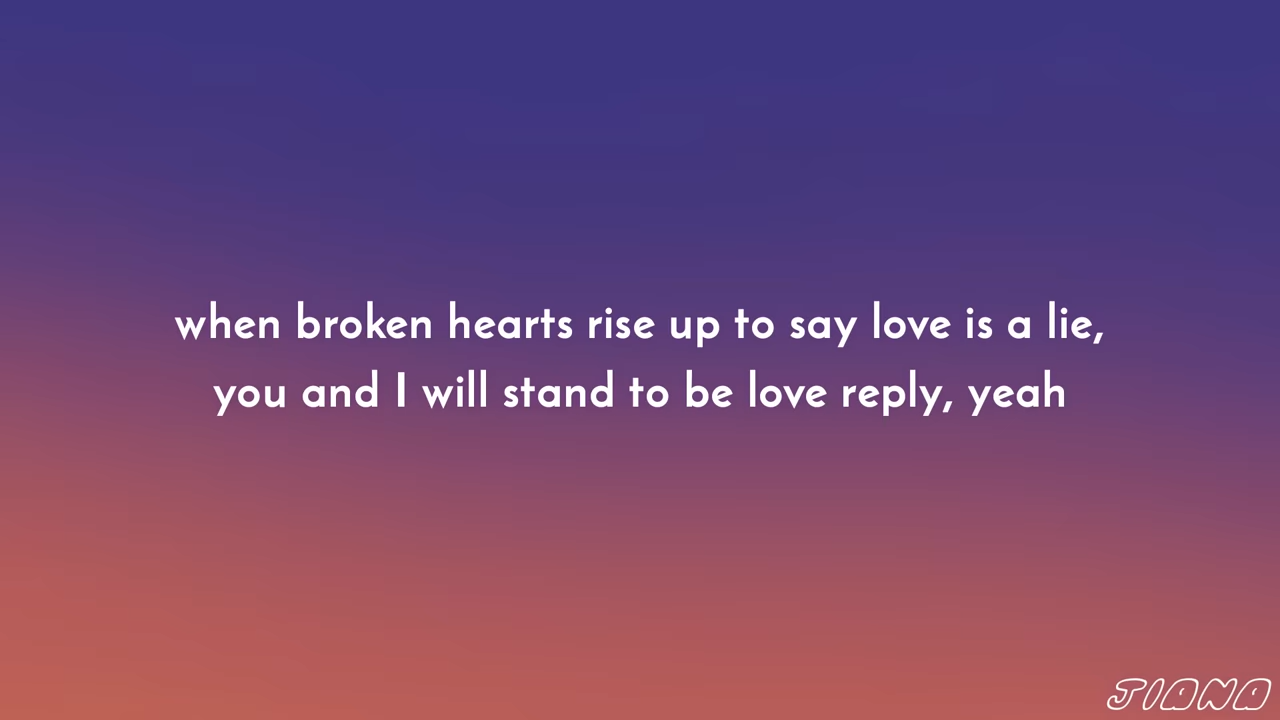 when broken hearts rise up to say love is a lie,
you and I will stand to be love reply, yeah
JIANA